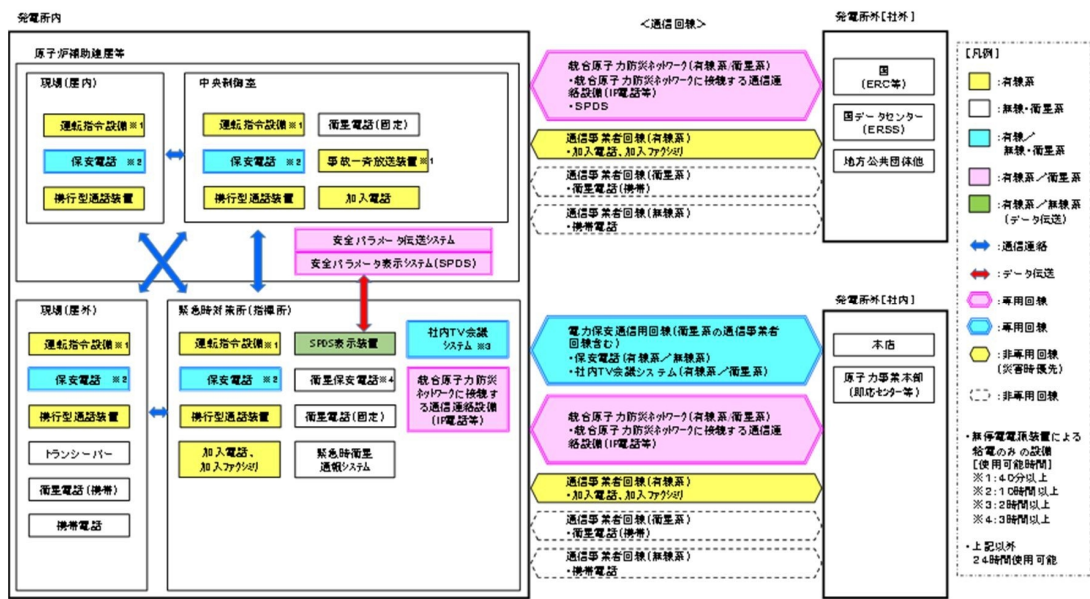 発電所内
原子炉補助建屋等
現場(屋内)
運転指令設備※1
保安電話 ※2
携行型通話装置
中央制御室
運転指令設備※1
衛星電話(固定)
保安電話 ※2
事故一斉放送装置※1
携行型通話装置
加入電話
安全パラメータ伝送システム
安全パラメータ表示システム(SPDS)
現場(屋外)
運転指令設備※1
保安電話 ※2
携行型通話装置
トランシーバー
衛星電話(携帯)
携帯電話
緊急時対策所(指揮所)
運転指令設備※1
SPDS表示装置
社内TV会議
システム ※3
保安電話 ※2
衛星保安電話※4
統合原子力防災
ネットワークに接続す
る通信連絡設備
(IP電話等)
携行型通話装置
衛星電話(固定)
加入電話、
加入ファクシミリ
緊急時衛星
通報システム
<通信回線>
統合原子力防災ネットワーク(有線系/衛星系)
・統合原子力防災ネットワークに接続する通信連
絡設備(IP電話等)
・SPDS
通信事業者回線(有線系)
・加入電話、加入ファクシミリ
通信事業者回線(衛星系)
・衛星電話(携帯)
通信事業者回線(無線系)
・携帯電話
電力保安通信用回線(衛星系の通信事業者
回線含む)
・保安電話(有線系/無線系)
・社内TV会議システム(有線系/衛星系)
統合原子力防災ネットワーク(有線系/衛星系)
・統合原子力防災ネットワークに接続する通信連
絡設備(IP電話等)
通信事業者回線(有線系)
・加入電話、加入ファクシミリ
通信事業者回線(衛星系)
・衛星電話(携帯)
通信事業者回線(無線系)
・携帯電話
発電所外[社外]
国
(ERC等)
国データセンター
(ERSS)
地方公共団体他
発電所外[社内]
本店
原子力事業本部
(即応センター等)
[凡例]
:有線系
:無線・衛星系
:有線/
無線・衛星系
:有線系/衛星系
:有線系/無線系
(データ伝送)
:通信連絡
:データ伝送
:専用回線
:専用回線
:非専用回線
(災害時優先)
:非専用回線
・無停電電源装置による
給電のみの設備
[使用可能時間]
※1:40分以上
※2:10時間以上
※3:2時間以上
※4:3時間以上
・上記以外
24時間使用可能